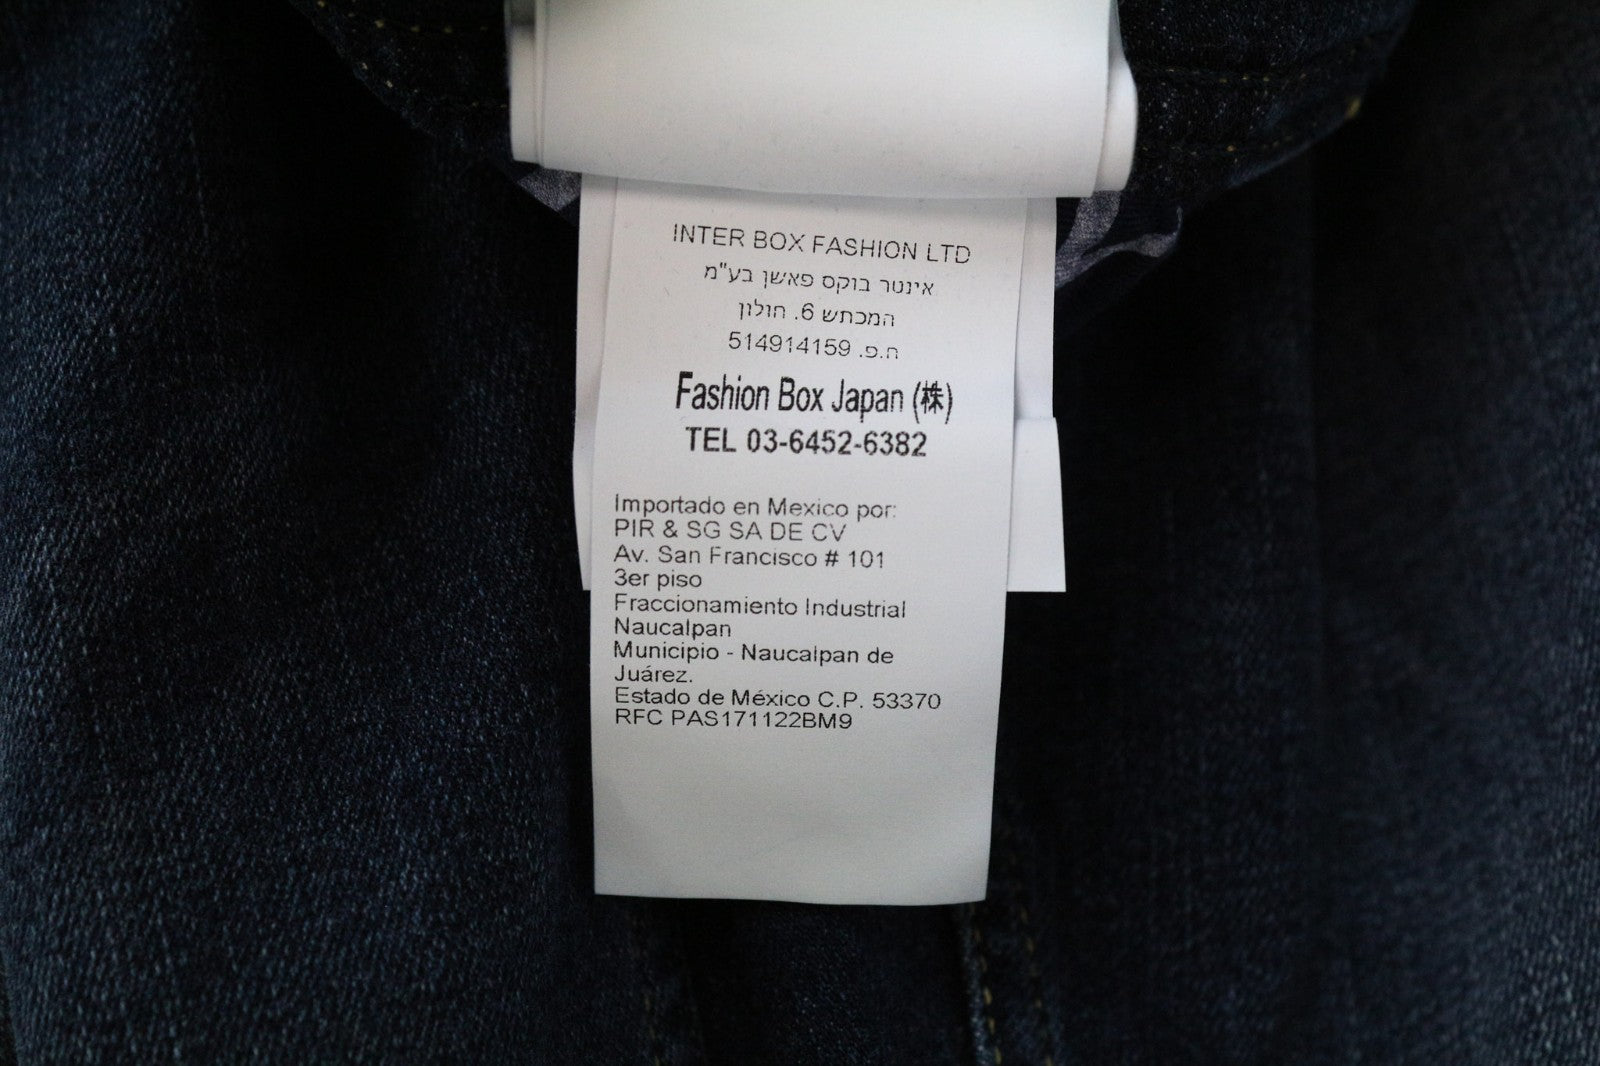 INTER BOX FASHION LTD
אינטר בוקס פאשן בע"מ
המכתש 6. חולון
ח.פ. 514914159
Fashion Box Japan (株)
TEL 03-6452-6382
Importado en Mexico por:
PIR & SG SA DE CV
Av. San Francisco # 101
3er piso
Fraccionamiento Industrial
Naucalpan
Municipio - Naucalpan de
Juárez.
Estado de México C.P. 53370
RFC PAS171122BM9